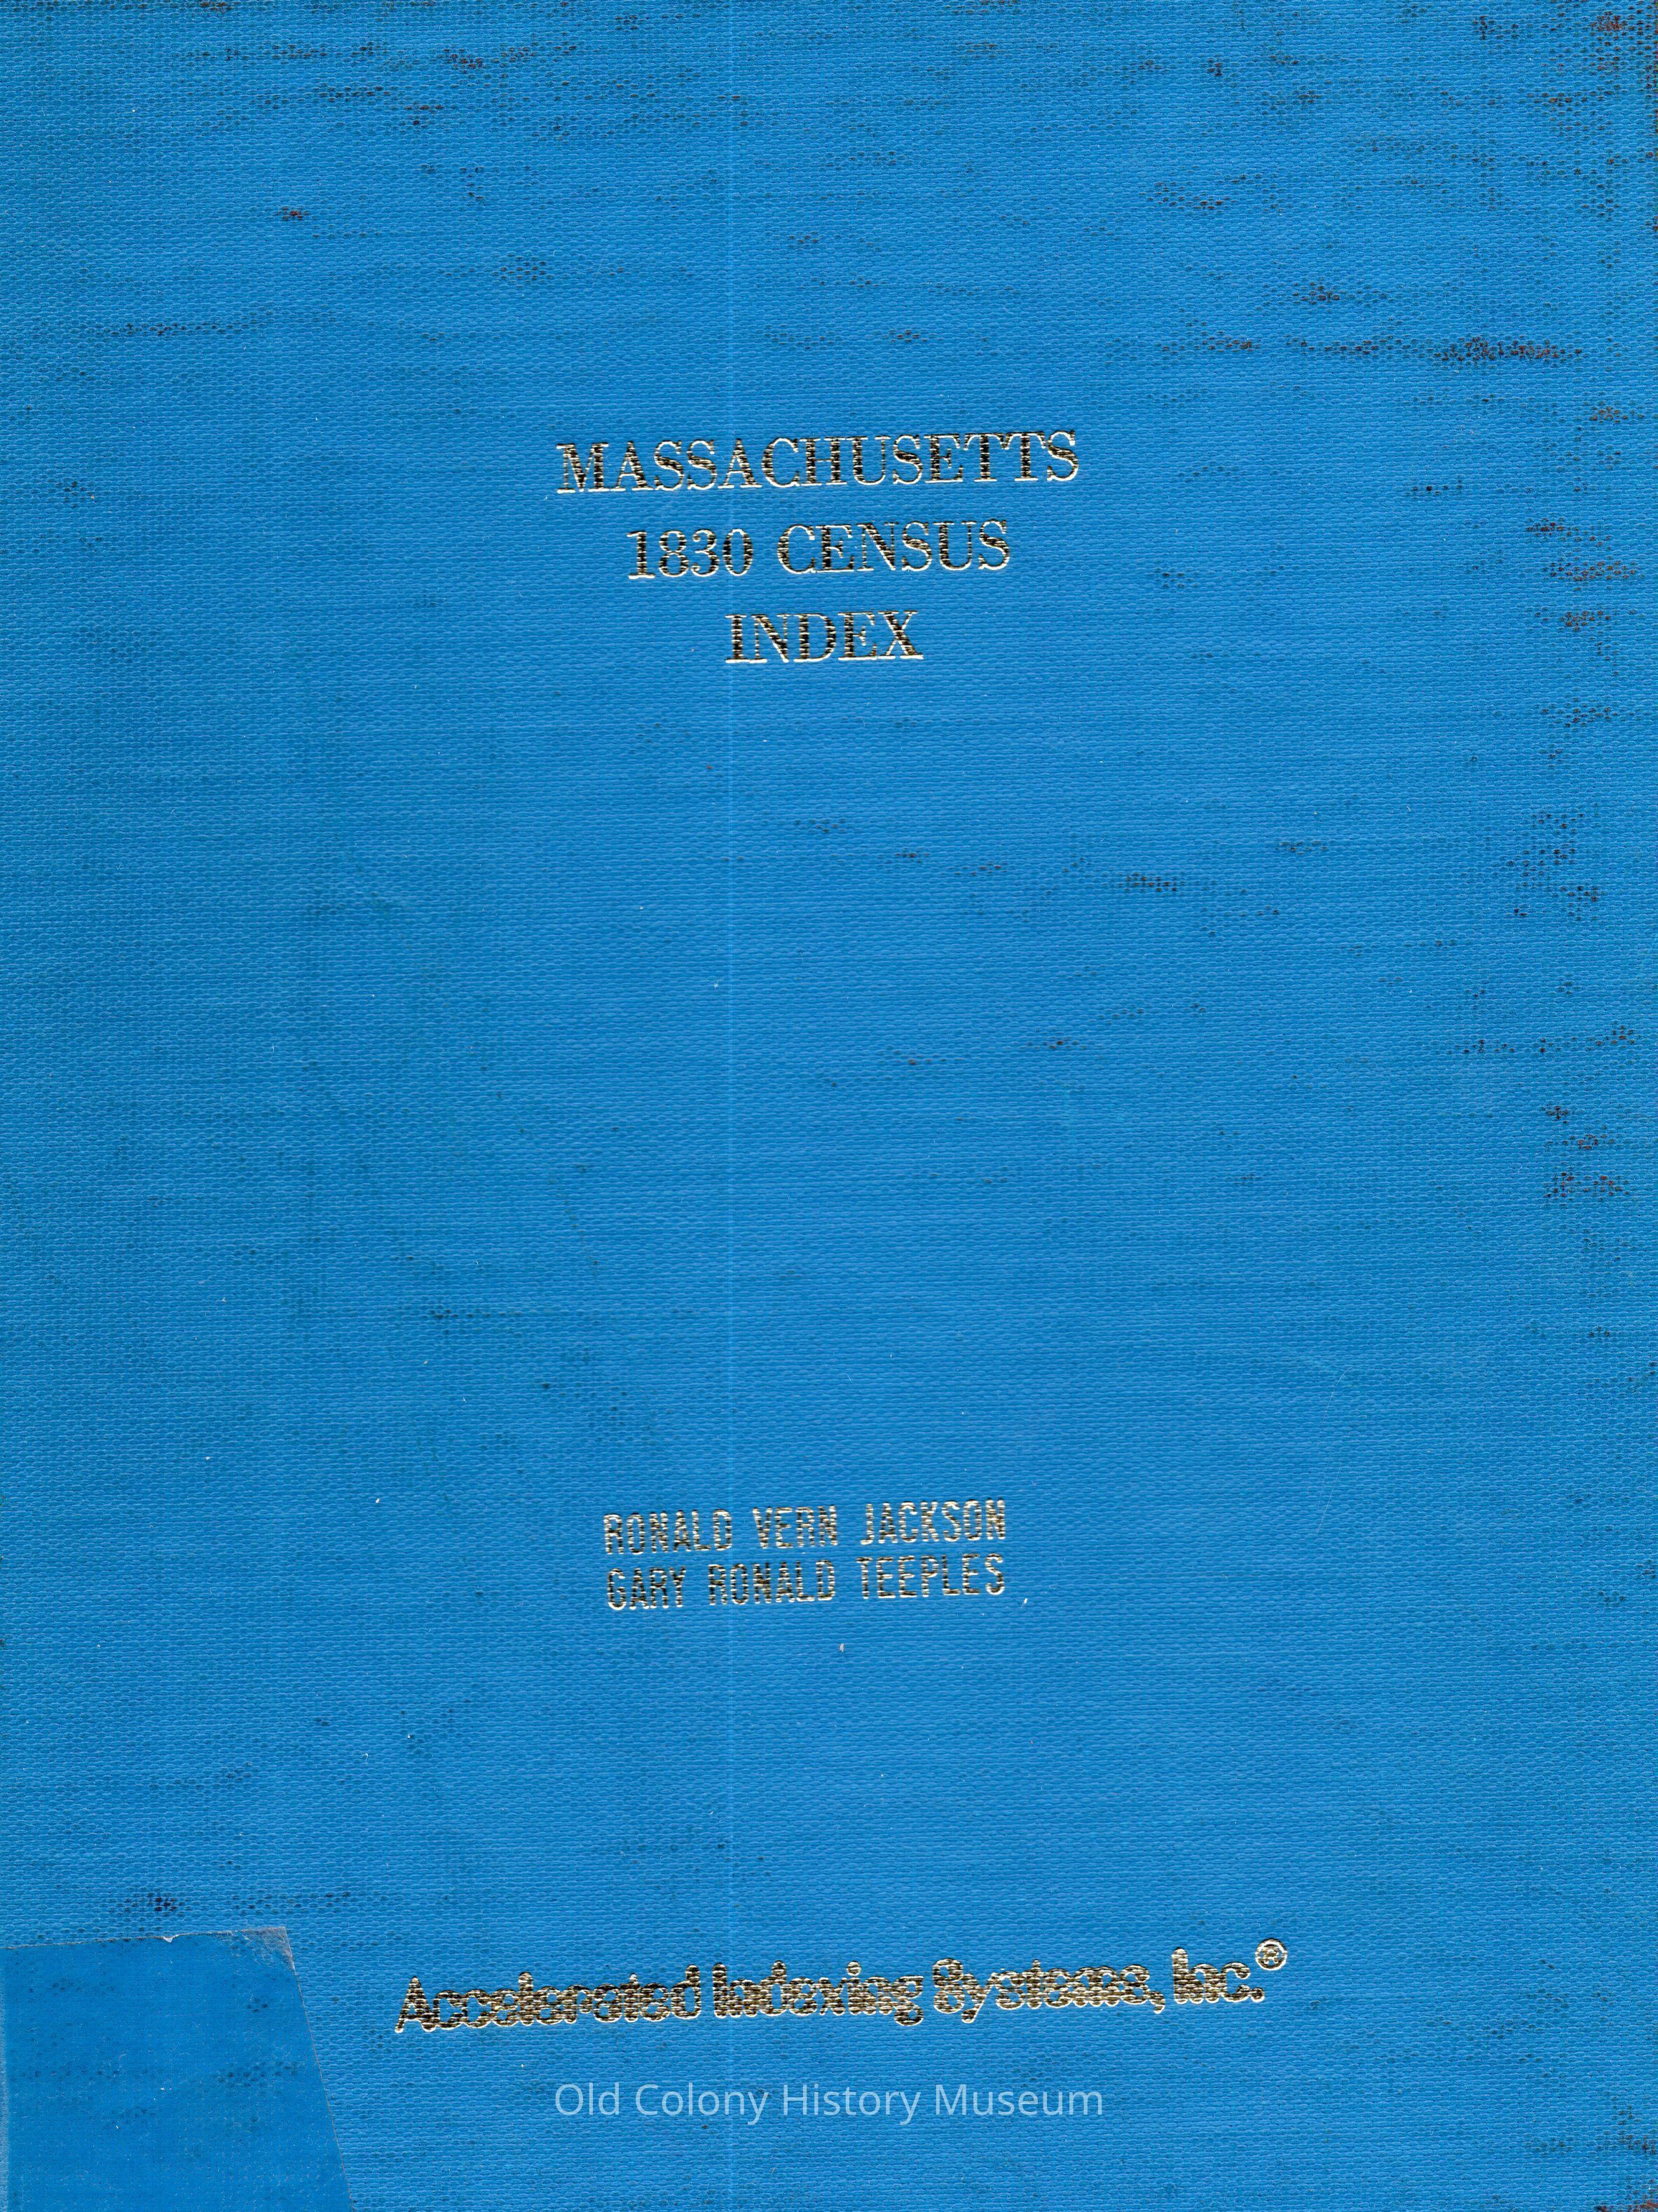 MASSACHUSETTS
1830 CENSUS
INDEX
RONALD VERN JACKSON
GARY RONALD TEEPLES
Accelerated Indexing Systems, Inc.®
Old Colony History Museum